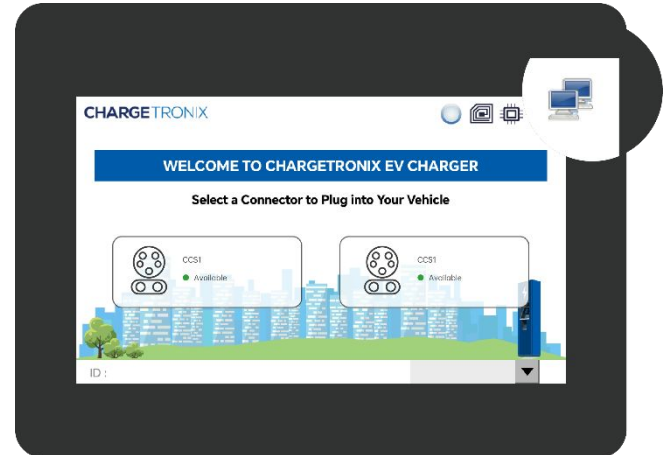 CHARGETRONIX
WELCOME TO CHARGETRONIX EV CHARGER
Select a Connector to Plug into Your Vehicle
CCS1
Available
CCS1
Available
ID :